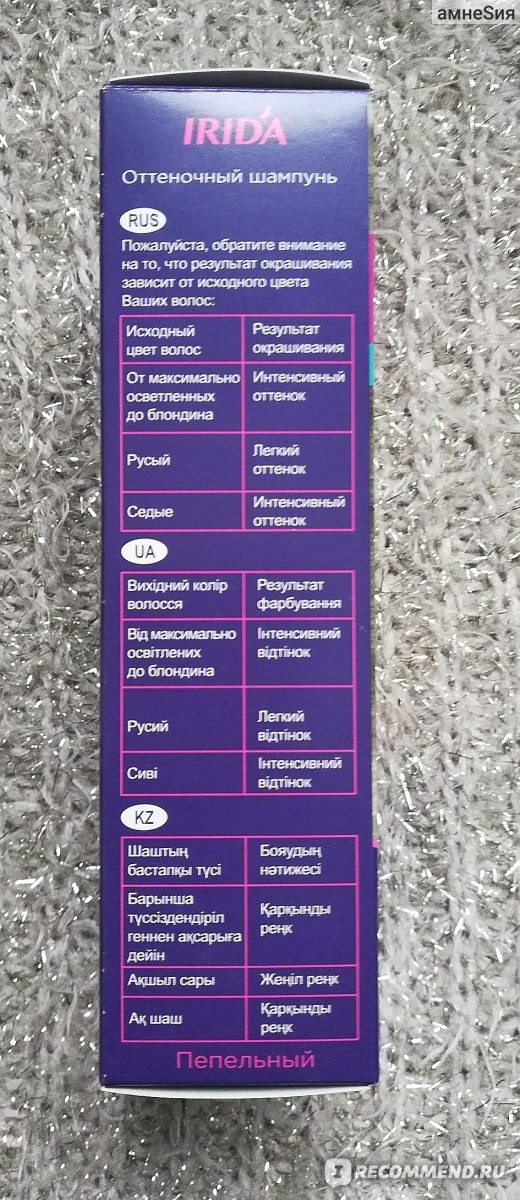 амнеSия
IRIDA
Оттеночный шампунь
RUS
Пожалуйста, обратите внимание
на то, что результат окрашивания
зависит от исходного цвета
Ваших волос:
Исходный
цвет волос
Результат
окрашивания
От максимально
осветленных
до блондина
Интенсивный
оттенок
Русый
Легкий
оттенок
Седые
Интенсивный
оттенок
UA
Вихідний колір
волосся
Результат
фарбування
Від максимально
освітлених
до блондина
Інтенсивний
відтінок
Русий
Легкий
відтінок
Сиві
Інтенсивний
відтінок
KZ
Шаштың
бастапқы түсі
Бояудың
нәтижесі
Барынша
түссіздендіріл
геннен ақсарыға
дейін
Қарқынды
реңк
Ақшыл сары
Жеңіл реңк
Ақ шаш
Қарқынды
реңк
Пепельный
RECOMMEND.RU